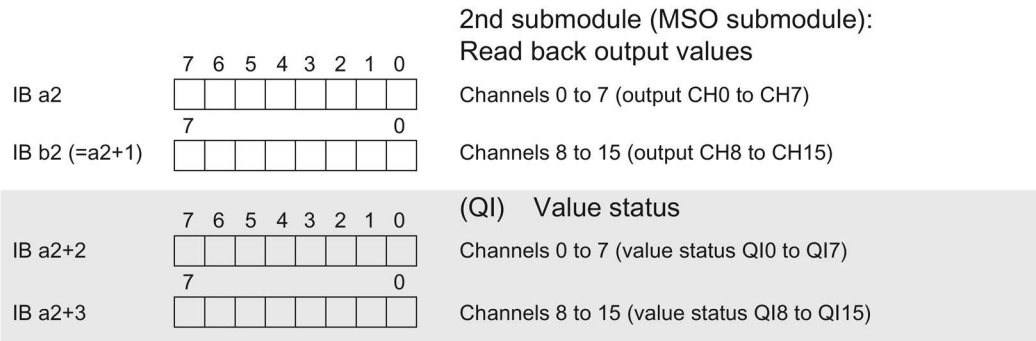 2nd submodule (MSO submodule):
Read back output values
7 6 5 4 3 2 1 0
IB a2 Channels 0 to 7 (output CH0 to CH7)
7 0
IB b2 (=a2+1) Channels 8 to 15 (output CH8 to CH15)
(QI) Value status
7 6 5 4 3 2 1 0
IB a2+2 Channels 0 to 7 (value status QI0 to QI7)
7 0
IB a2+3 Channels 8 to 15 (value status QI8 to QI15)